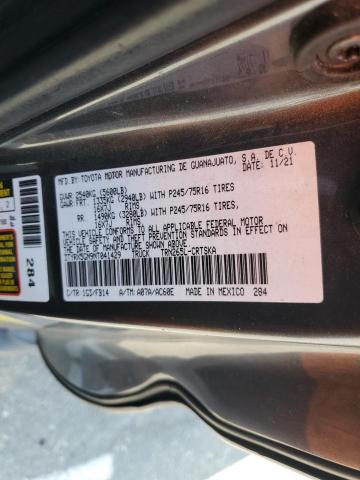 MFD.BY:TOYOTA MOTOR MANUFACTURING DE GUANAJUATO, S.A. DE C.V.
DATE: 11/21
GVWR 2540KG (5600LB)
GAWR FRT. 1335KG (2940LB) WITH P245/75R16 TIRES
16X7J RIMS
RR. 1490KG (3280LB) WITH P245/75R16 TIRES,
16X7J RIMS
THIS VEHICLE CONFORMS TO ALL APPLICABLE FEDERAL MOTOR
VEHICLE SAFETY AND THEFT PREVENTION STANDARDS IN EFFECT ON
THE DATE OF MANUFACTURE SHOWN ABOVE.
TRUCK TRN265L-CRTSKA
C/TR: 1G3/FB14 A/TM: A07A/AC60E MADE IN MEXICO 284
284